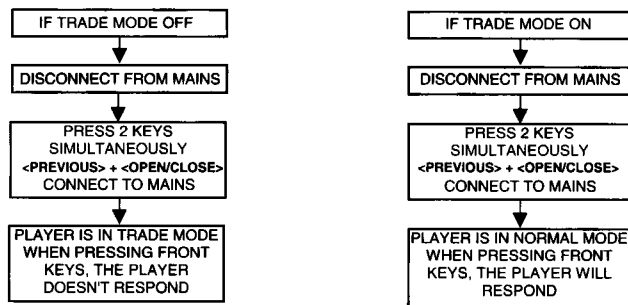 IF TRADE MODE OFF
DISCONNECT FROM MAINS
PRESS 2 KEYS
SIMULTANEOUSLY
<PREVIOUS> + <OPEN/CLOSE>
CONNECT TO MAINS
PLAYER IS IN TRADE MODE
WHEN PRESSING FRONT
KEYS, THE PLAYER
DOESN'T RESPOND
IF TRADE MODE ON
DISCONNECT FROM MAINS
PRESS 2 KEYS
SIMULTANEOUSLY
<PREVIOUS> + <OPEN/CLOSE>
CONNECT TO MAINS
PLAYER IS IN NORMAL MODE
WHEN PRESSING FRONT
KEYS, THE PLAYER WILL
RESPOND